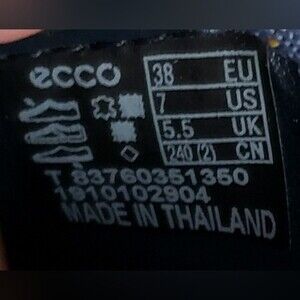 ecco
38 EU
7 US
5.5 UK
240 (2) CN
T 83760351350
1910102904
MADE IN THAILAND